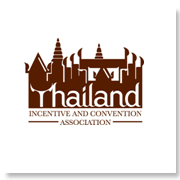 Thailand
INCENTIVE AND CONVENTION
ASSOCIATION